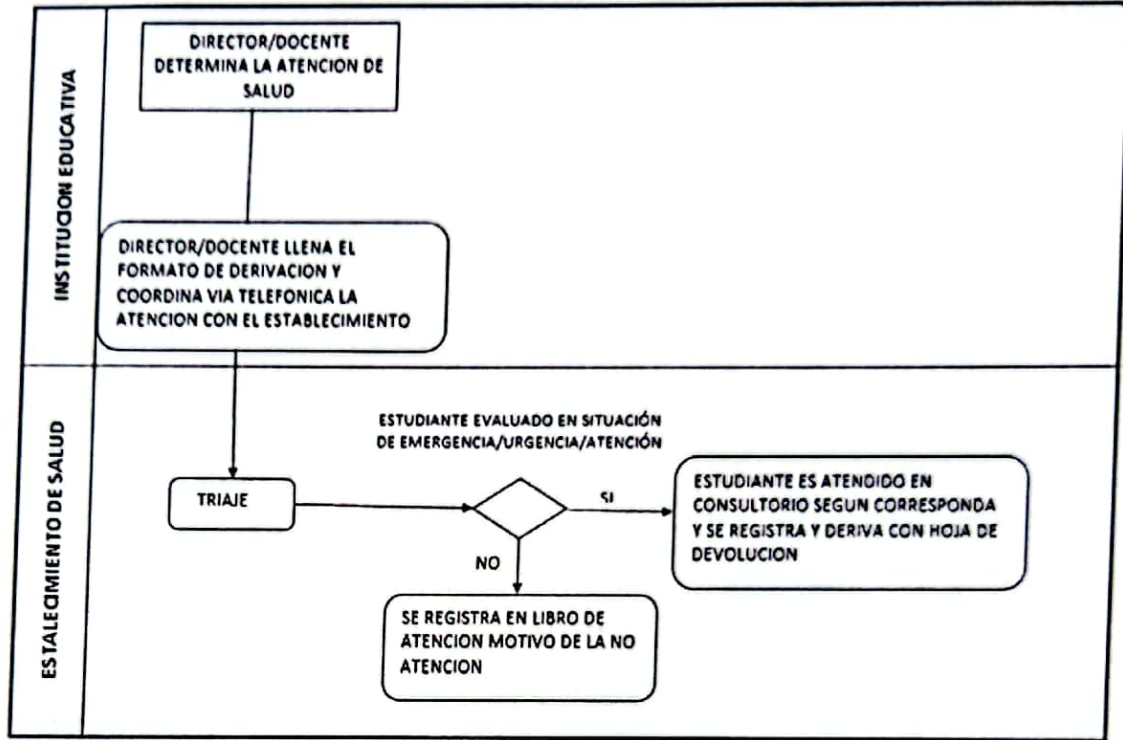 INSTITUCION EDUCATIVA
DIRECTOR/DOCENTE
DETERMINA LA ATENCION DE
SALUD
DIRECTOR/DOCENTE LLENA EL
FORMATO DE DERIVACION Y
COORDINA VIA TELEFONICA LA
ATENCION CON EL ESTABLECIMIENTO
ESTALECIMIENTO DE SALUD
TRIAJE
ESTUDIANTE EVALUADO EN SITUACIÓN
DE EMERGENCIA/URGENCIA/ATENCIÓN
SI
NO
ESTUDIANTE ES ATENDIDO EN
CONSULTORIO SEGUN CORRESPONDA
Y SE REGISTRA Y DERIVA CON HOJA DE
DEVOLUCION
SE REGISTRA EN LIBRO DE
ATENCION MOTIVO DE LA NO
ATENCION